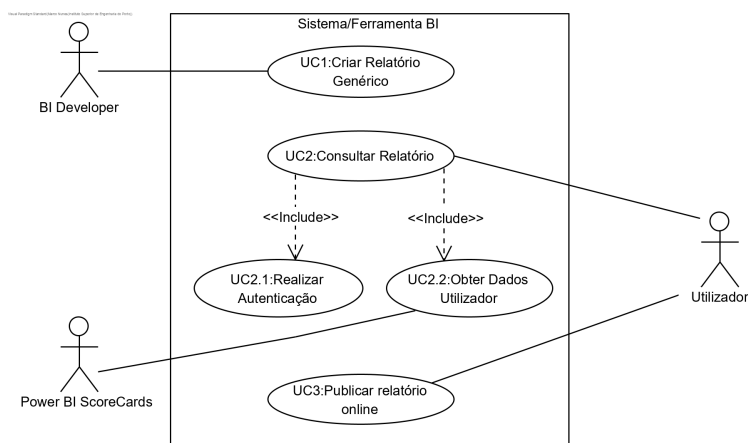 Sistema/Ferramenta BI
UC1:Criar Relatório
Genérico
BI Developer
UC2:Consultar Relatório
<<Include>>
<<Include>>
UC2.1:Realizar
Autenticação
UC2.2:Obter Dados
Utilizador
Utilizador
Power BI ScoreCards
UC3:Publicar relatório
online